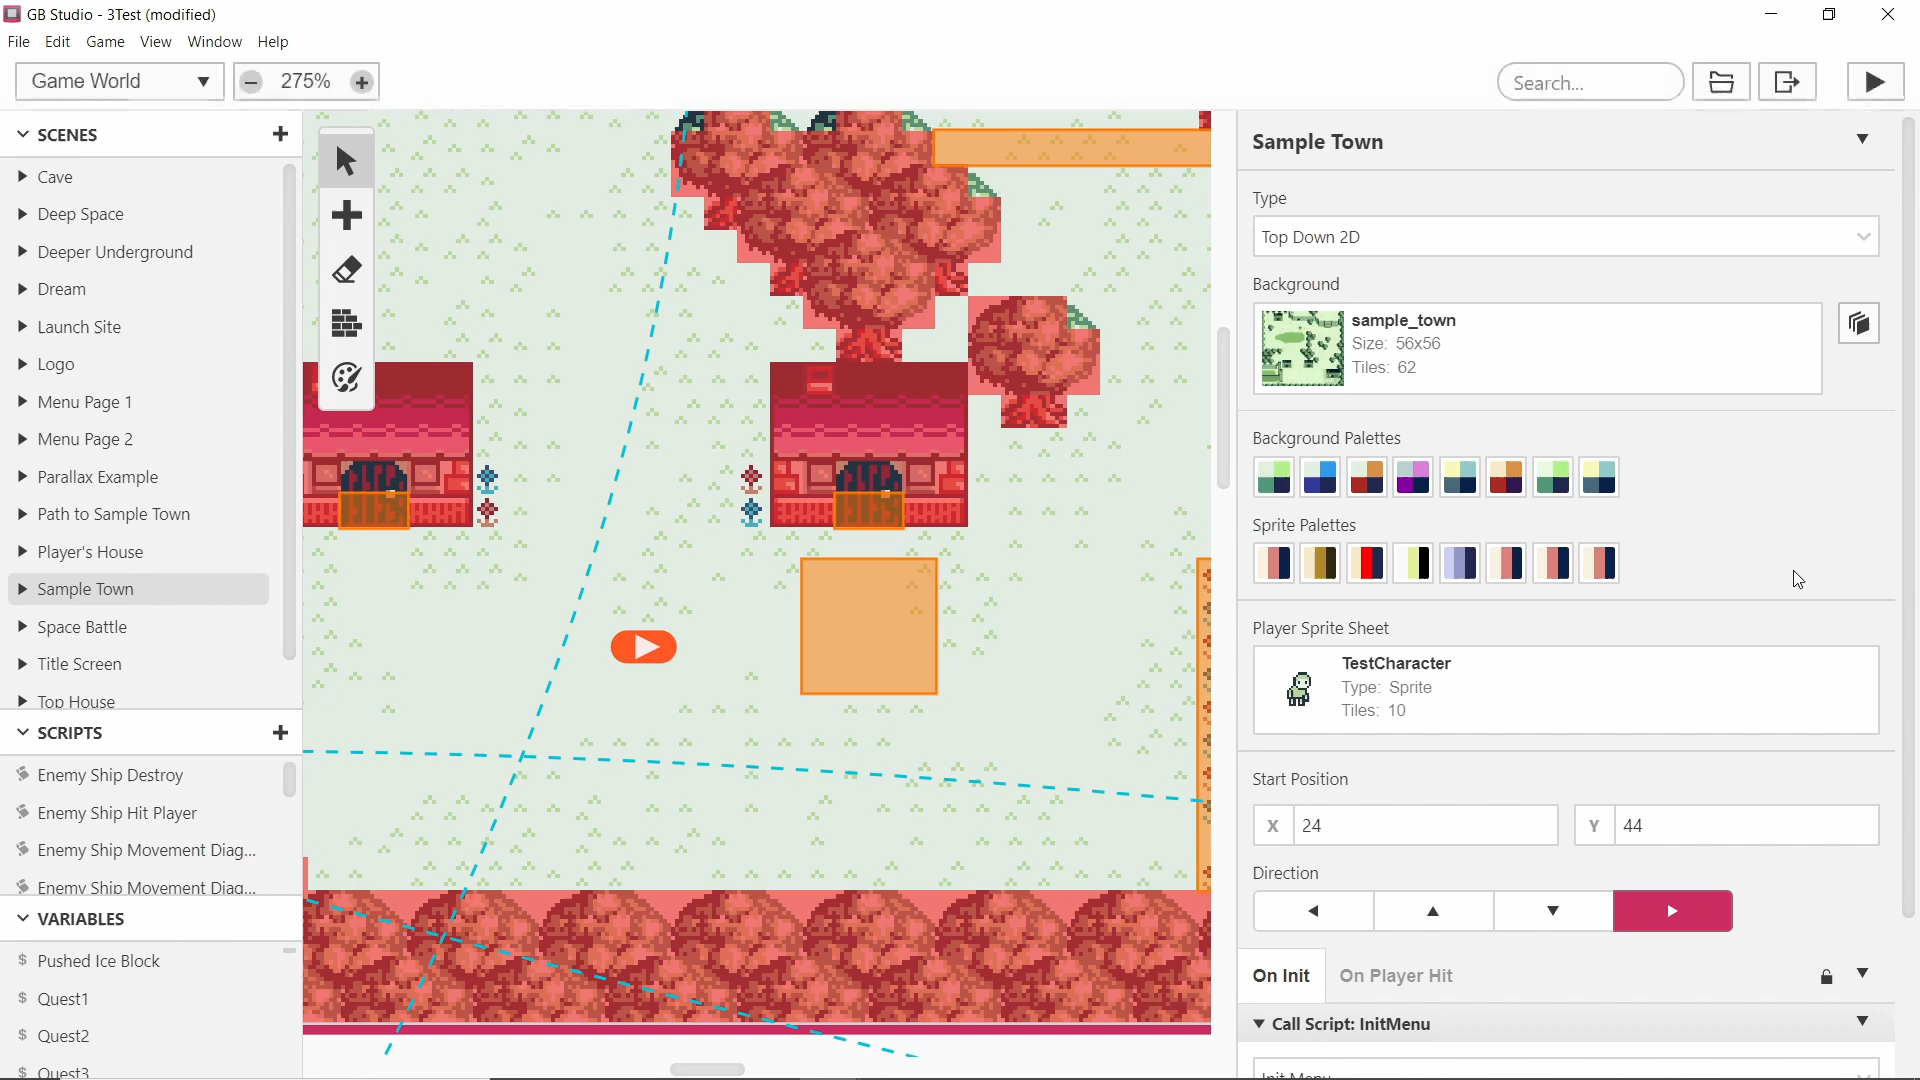 GB Studio - 3Test (modified)
File Edit Game View Window Help
Game World
275%
Search...
SCENES
Cave
Deep Space
Deeper Underground
Dream
Launch Site
Logo
Menu Page 1
Menu Page 2
Parallax Example
Path to Sample Town
Player's House
Sample Town
Space Battle
Title Screen
Top House
SCRIPTS
Enemy Ship Destroy
Enemy Ship Hit Player
Enemy Ship Movement Diag...
Enemy Ship Movement Diag...
VARIABLES
$ Pushed Ice Block
$ Quest1
$ Quest2
$ Quest3
Sample Town
Type
Top Down 2D
Background
sample_town
Size: 56x56
Tiles: 62
Background Palettes
Sprite Palettes
Player Sprite Sheet
TestCharacter
Type: Sprite
Tiles: 10
Start Position
X 24
Y 44
Direction
On Init
On Player Hit
Call Script: InitMenu
Init Menu